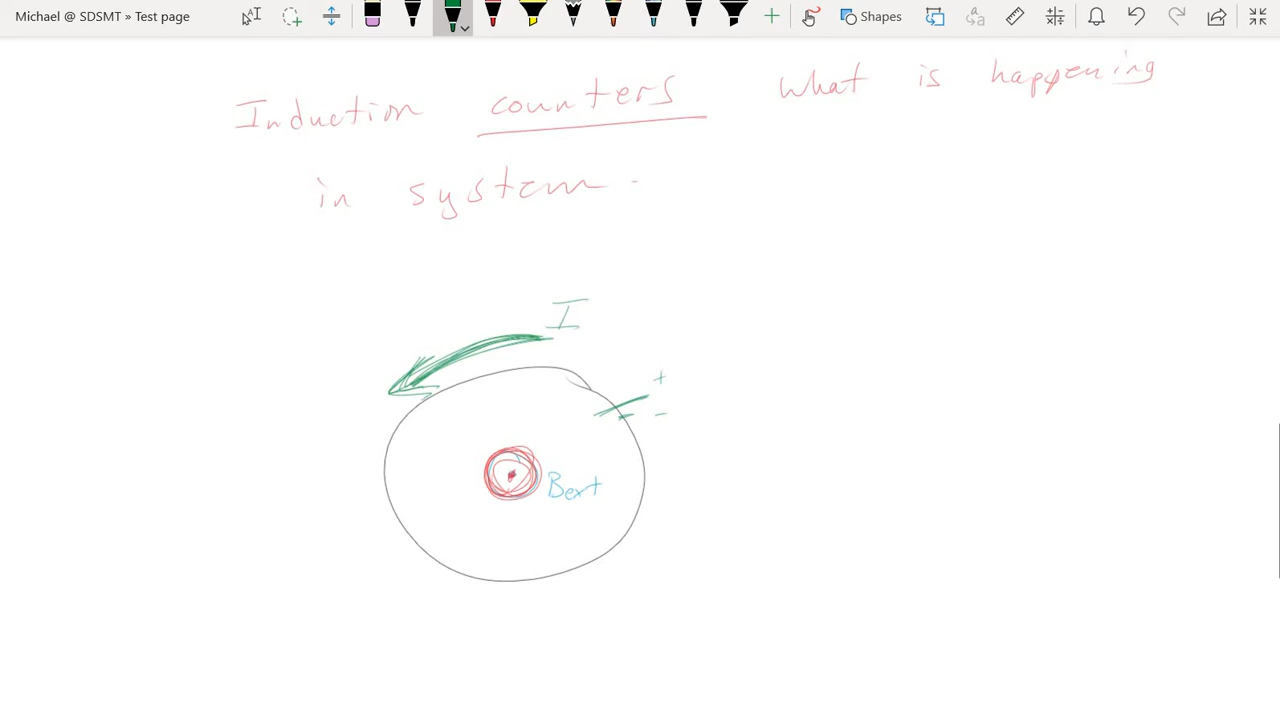 Michael @ SDSMT » Test page
Shapes
Induction counters what is happening
in system.
I
+
-
Bext